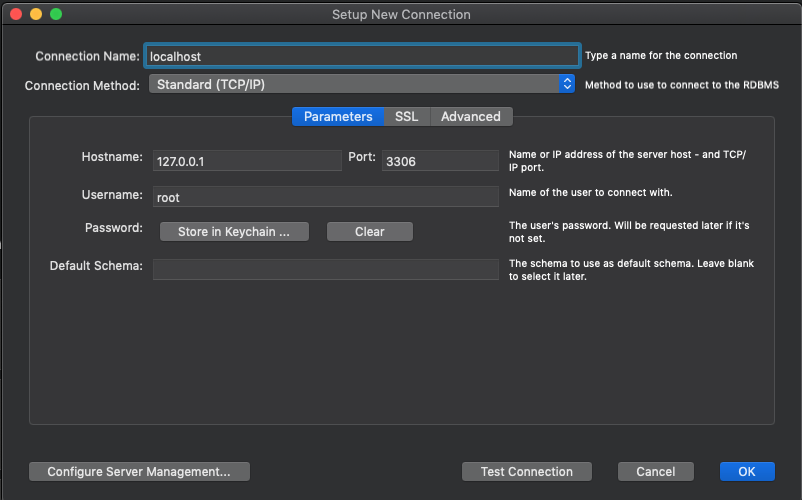 Setup New Connection
Connection Name: localhost Type a name for the connection
Connection Method: Standard (TCP/IP) Method to use to connect to the RDBMS
Parameters SSL Advanced
Hostname: 127.0.0.1 Port: 3306 Name or IP address of the server host - and TCP/
IP port.
Username: root Name of the user to connect with.
Password: Store in Keychain ... Clear The user's password. Will be requested later if it's
not set.
Default Schema: The schema to use as default schema. Leave blank
to select it later.
Configure Server Management... Test Connection Cancel OK